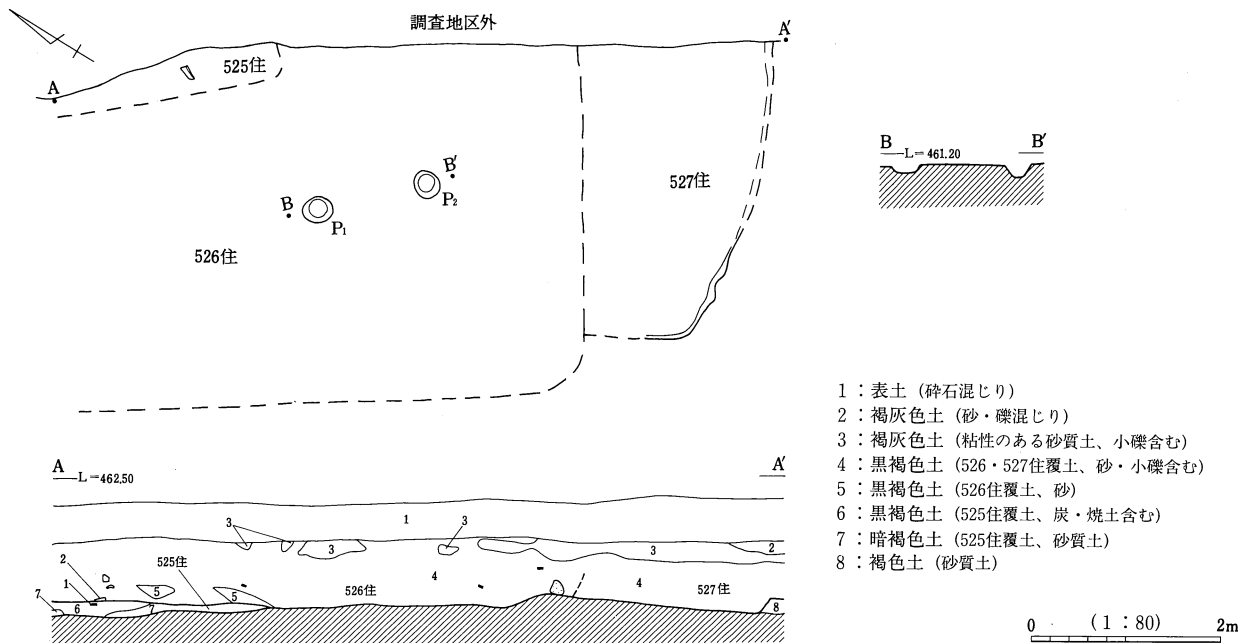 調査地区外
A
A′
525住
B
P₁
B′
P₂
526住
527住
B
L=461.20
B′
1：表土（砕石混じり）
2：褐灰色土（砂・礫混じり）
3：褐灰色土（粘性のある砂質土、小礫含む）
4：黒褐色土（526・527住覆土、砂・小礫含む）
5：黒褐色土（526住覆土、砂）
6：黒褐色土（525住覆土、炭・焼土含む）
7：暗褐色土（525住覆土、砂質土）
8：褐色土（砂質土）
A
L=462.50
A′
1
3
3
3
3
2
2
525住
4
1
5
5
526住
4
527住
7
6
7
8
0
(1：80)
2m